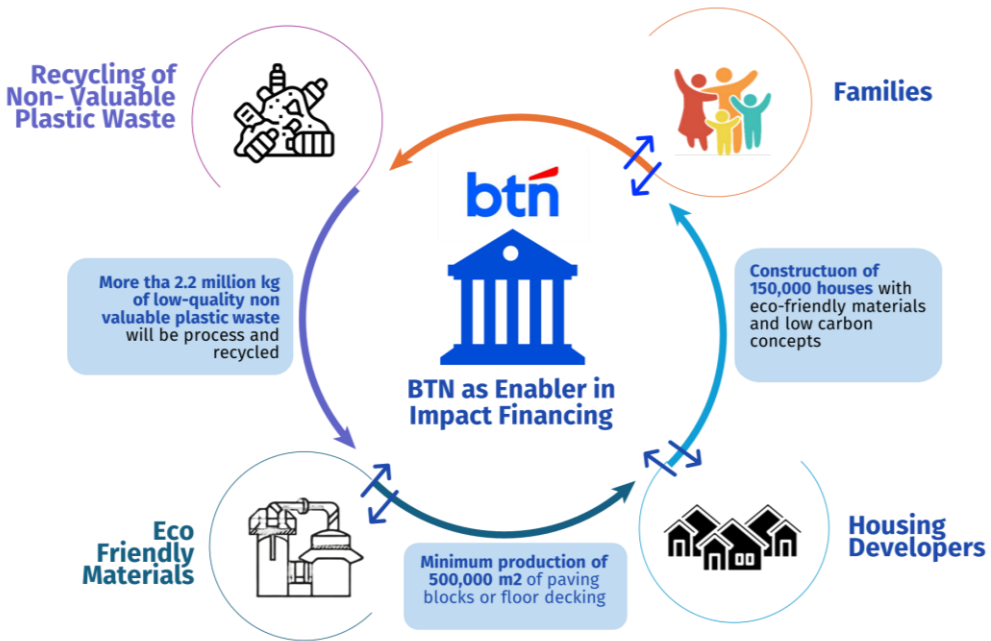 Recycling of
Non- Valuable
Plastic Waste
Families
btn
More tha 2.2 million kg
of low-quality non
valuable plastic waste
will be process and
recycled
Constructuon of
150,000 houses with
eco-friendly materials
and low carbon
concepts
BTN as Enabler in
Impact Financing
Eco
Friendly
Materials
Minimum production of
500,000 m2 of paving
blocks or floor decking
Housing
Developers